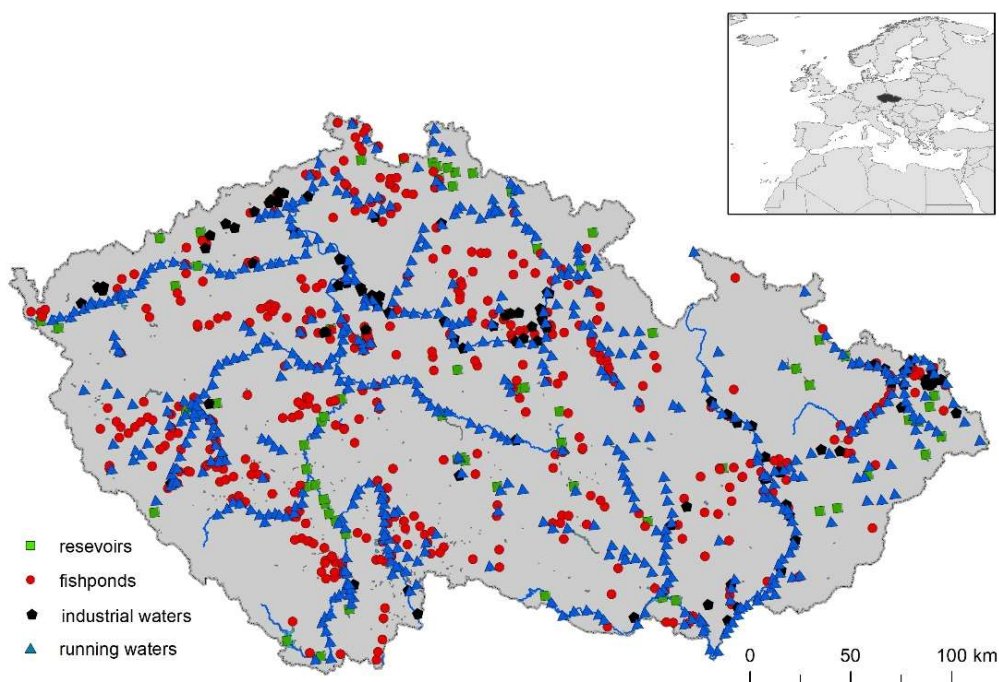 resevoirs
fishponds
industrial waters
running waters
0 50 100 km